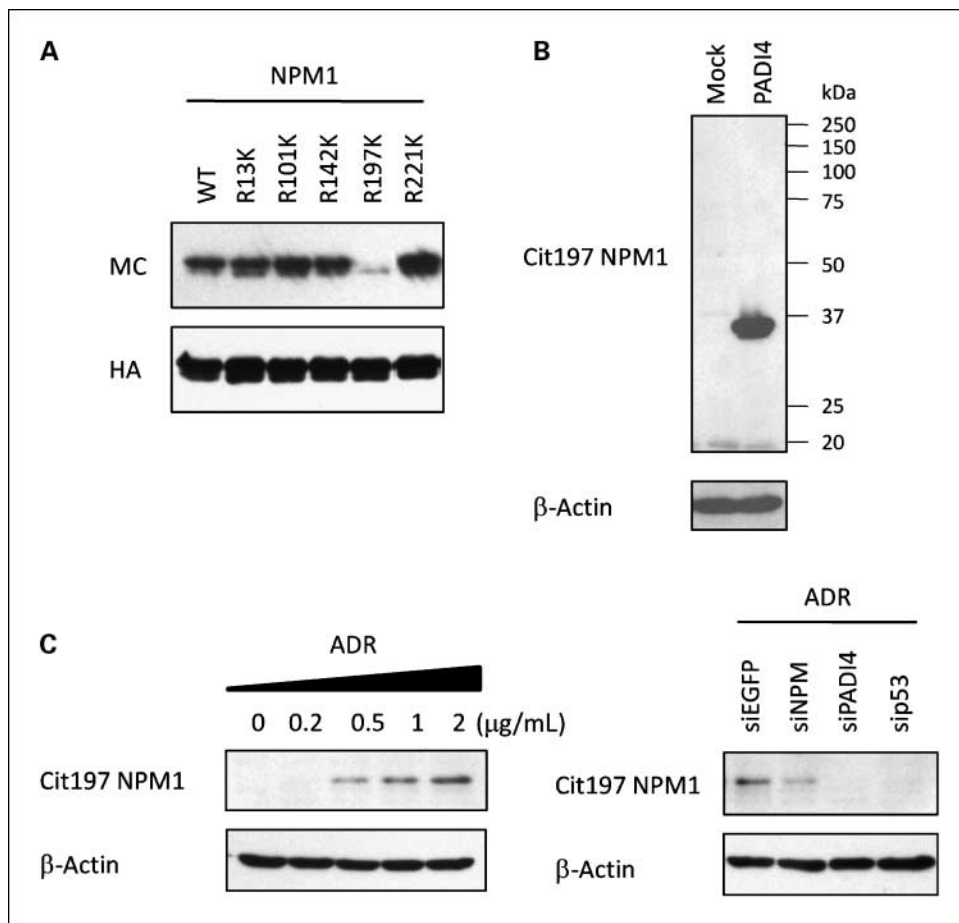 A
NPM1
WT R13K R101K R142K R197K R221K
MC
HA
B
Mock PADI4
kDa
250
150
100
75
Cit197 NPM1
50
37
25
20
β-Actin
C
ADR
0 0.2 0.5 1 2 (μg/mL)
Cit197 NPM1
β-Actin
ADR
siEGFP siNPM siPADI4 sip53
Cit197 NPM1
β-Actin